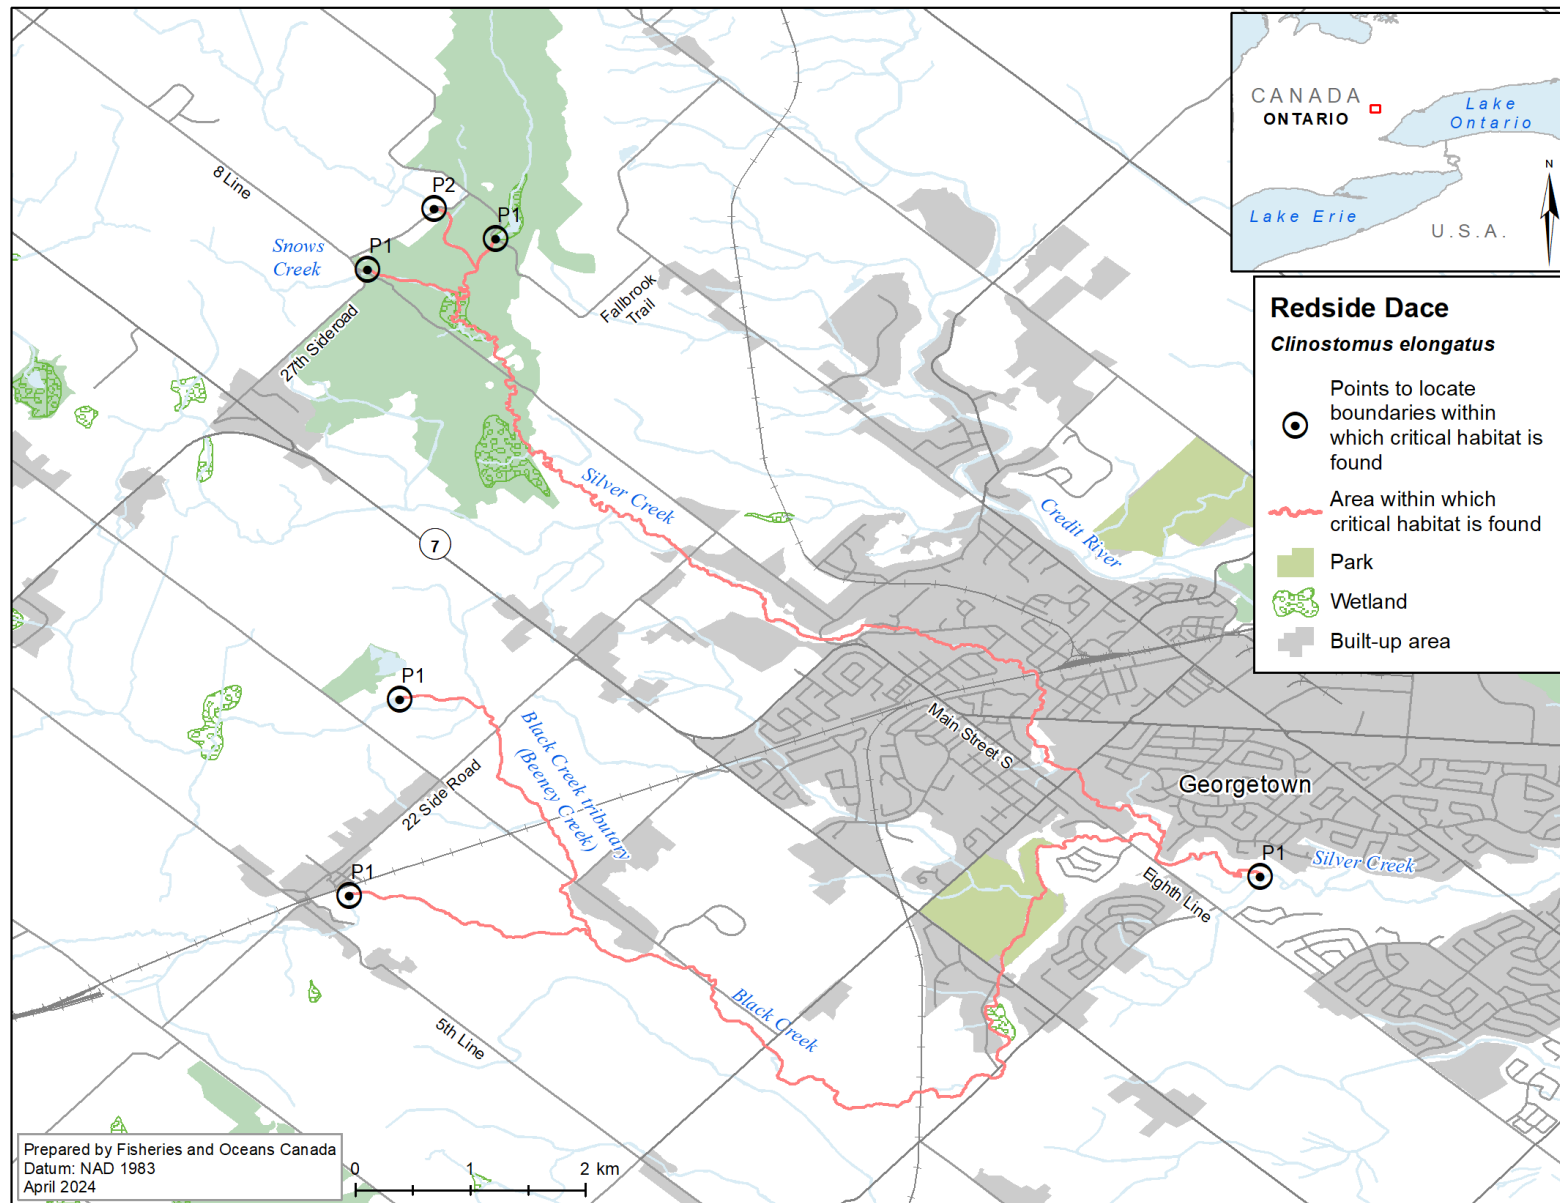 CANADA
ONTARIO
Lake
Ontario
Lake Erie
U.S.A.
N
Redside Dace
Clinostomus elongatus
Points to locate
boundaries within
which critical habitat is
found
Area within which
critical habitat is found
Park
Wetland
Built-up area
8 Line
P2
P1
P1
Snows
Creek
27th Sideroad
Fallbrook
Trail
Silver Creek
Credit River
7
P1
Black Creek tributary
(Beeney Creek)
22 Side Road
Main Street S
Georgetown
P1
P1
Silver Creek
Eighth Line
Black Creek
5th Line
Prepared by Fisheries and Oceans Canada
Datum: NAD 1983
April 2024
0 1 2 km